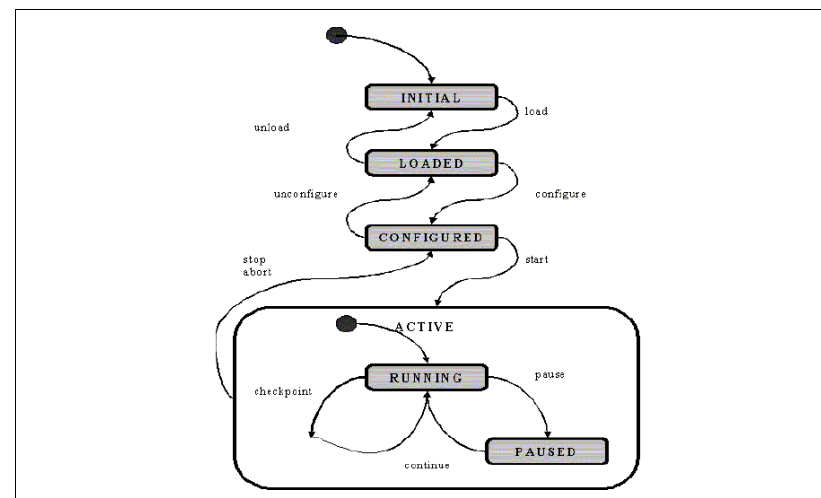 INITIAL
load
unload
LOADED
unconfigure
configure
CONFIGURED
stop
abort
start
ACTIVE
RUNNING
pause
checkpoint
PAUSED
continue